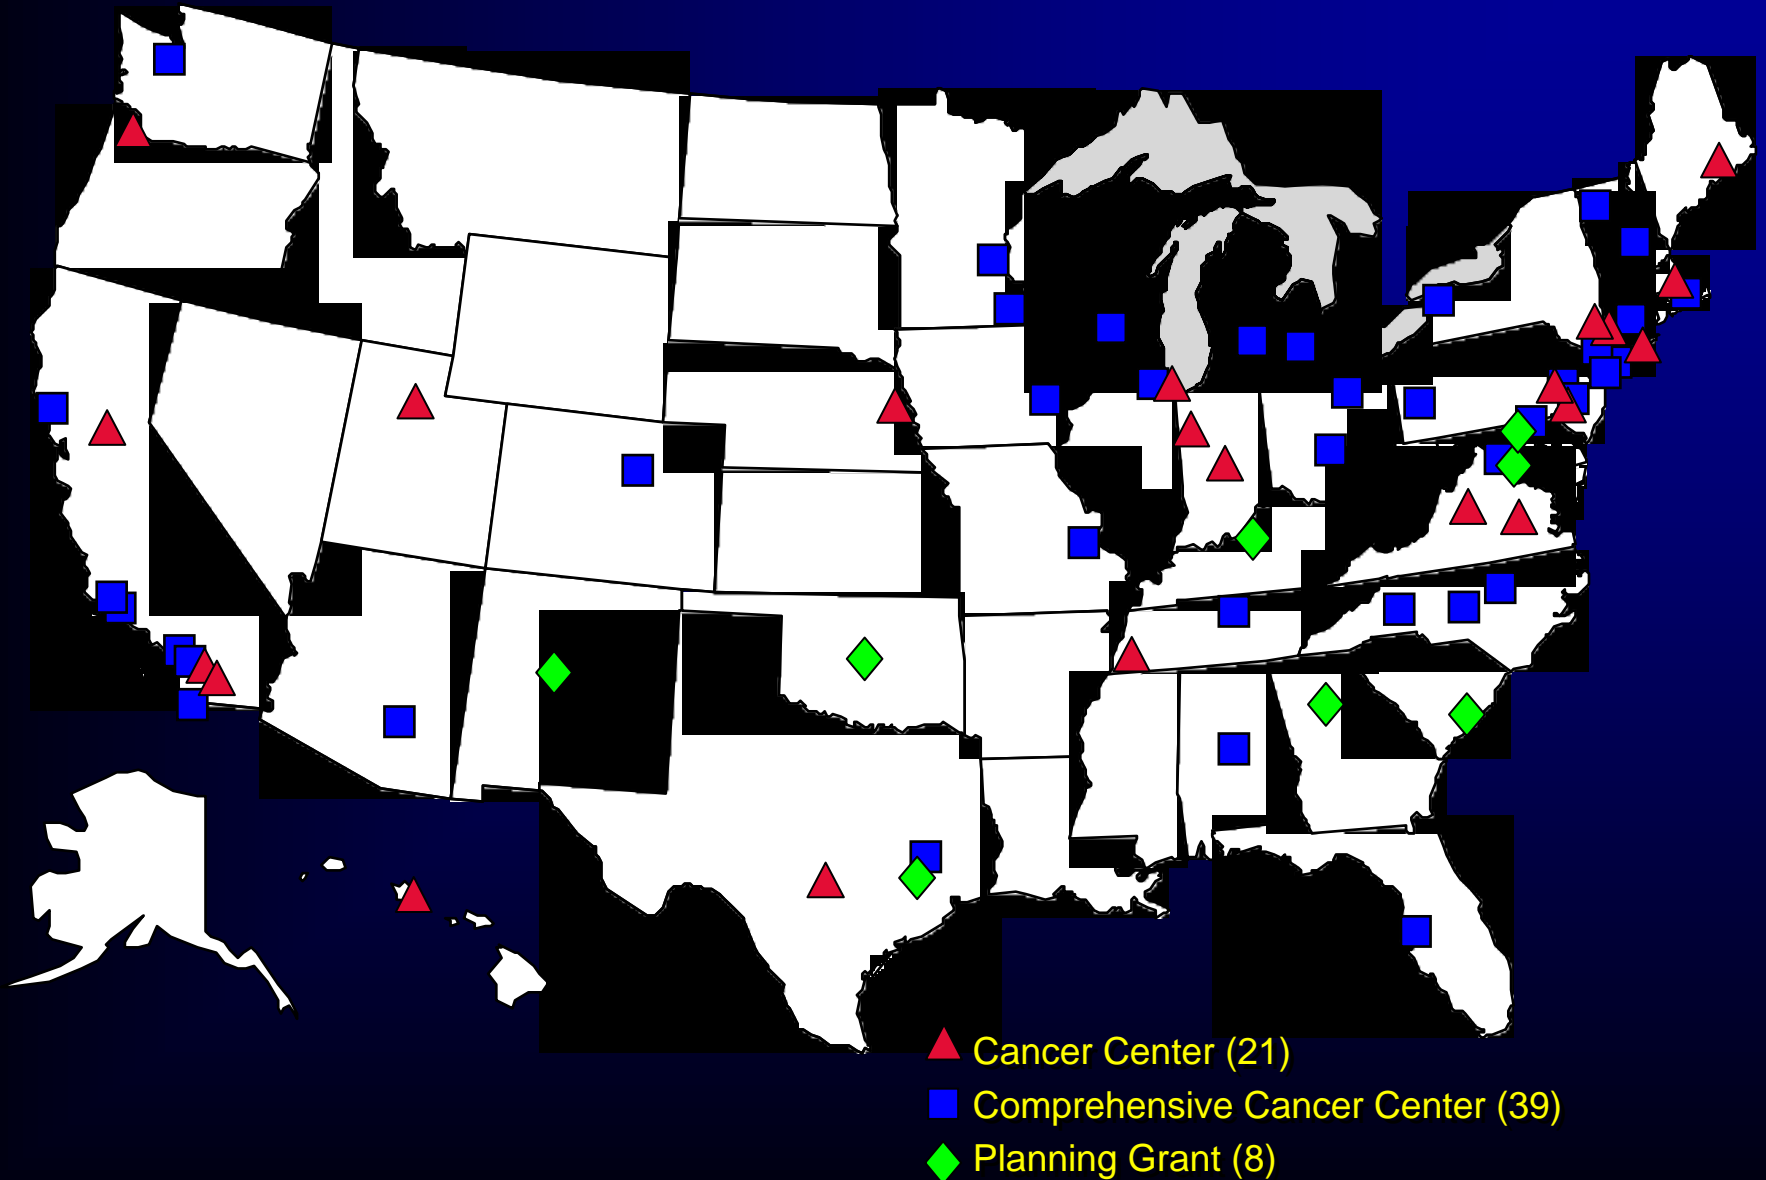 Cancer Center (21)
Comprehensive Cancer Center (39)
Planning Grant (8)